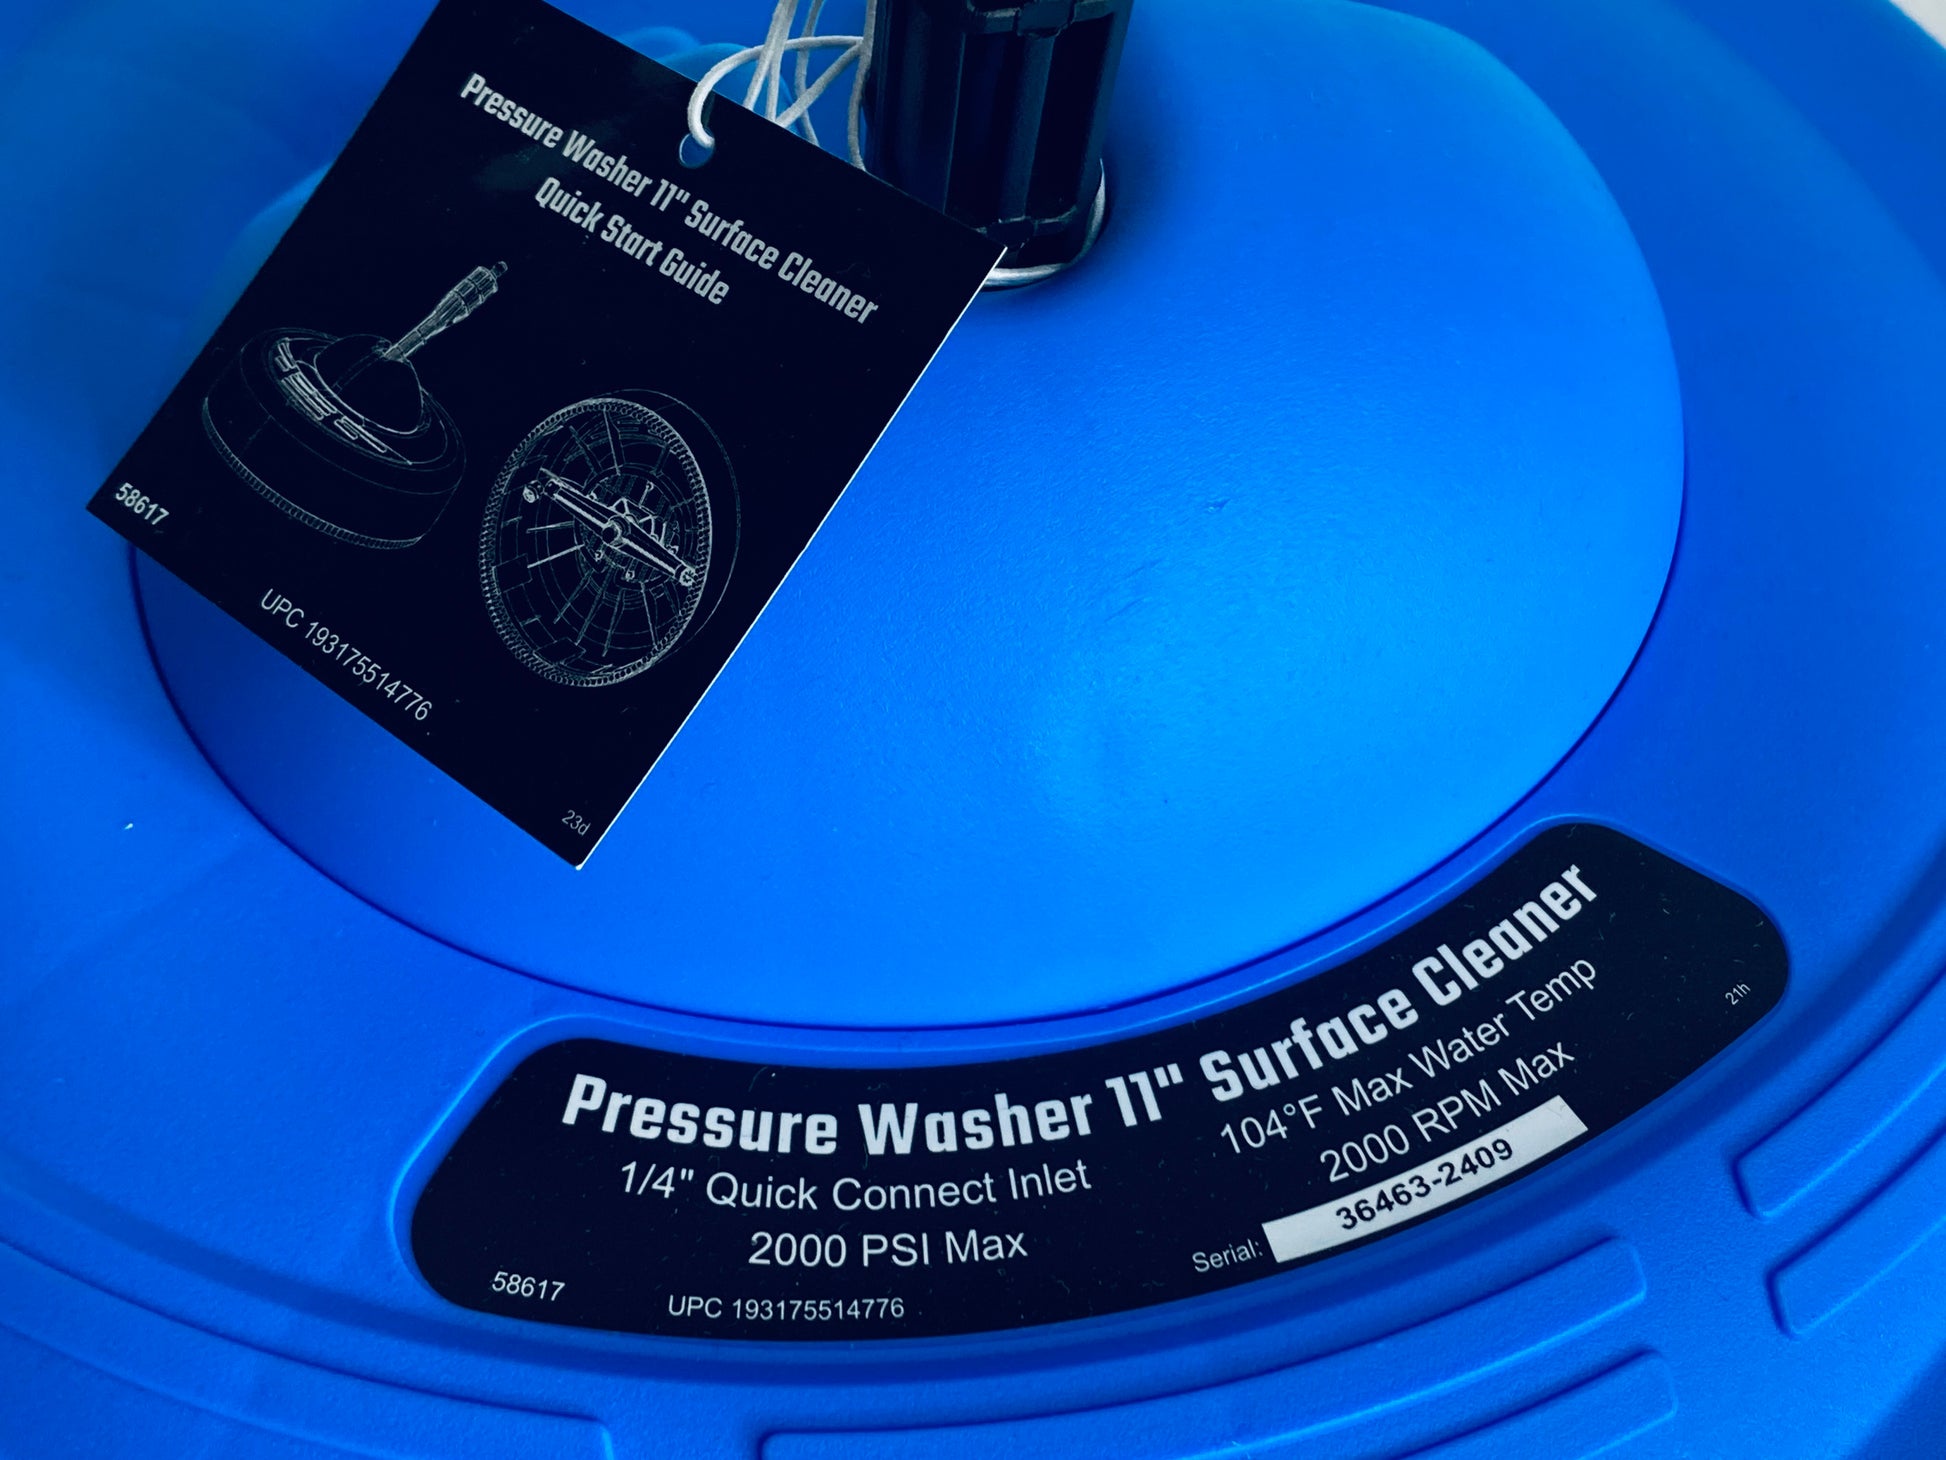 Pressure Washer 11" Surface Cleaner
Quick Start Guide
58617
UPC 193175514776
23d
Pressure Washer 11" Surface Cleaner
1/4" Quick Connect Inlet
2000 PSI Max
104°F Max Water Temp
2000 RPM Max
Serial: 36463-2409
58617
UPC 193175514776
21h